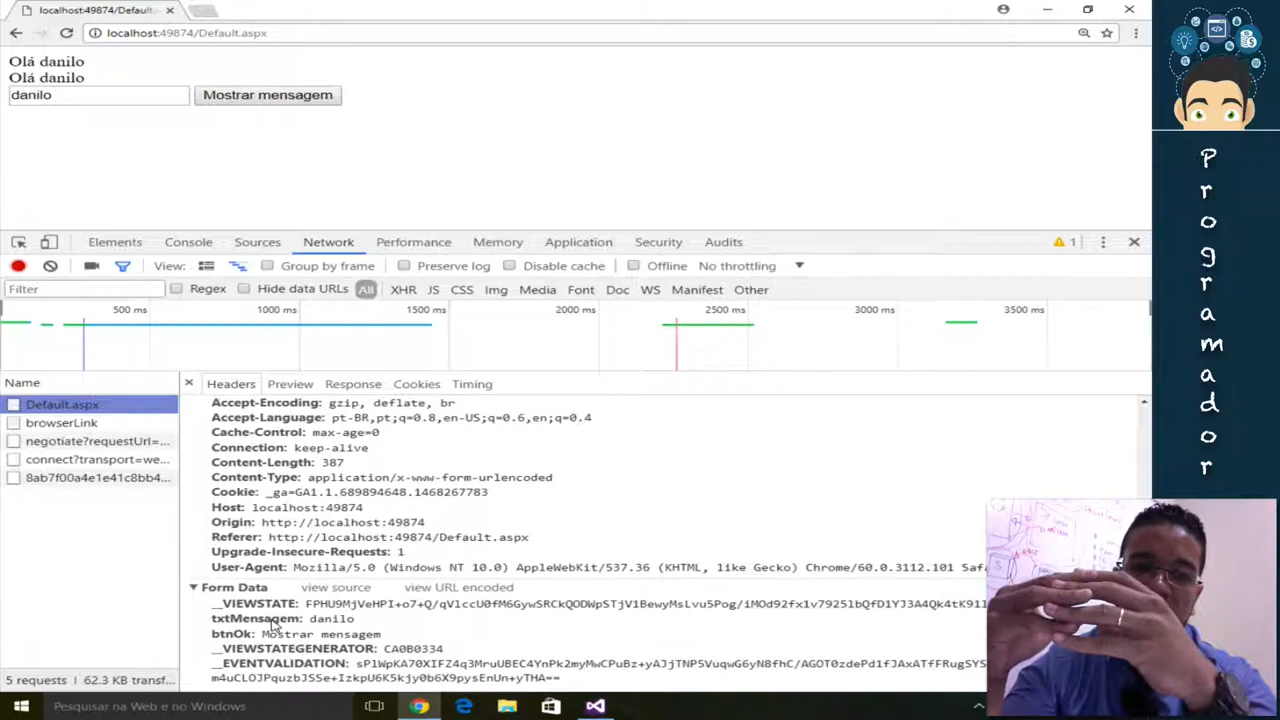 localhost:49874/Default.
localhost:49874/Default.aspx
Olá danilo
Olá danilo
danilo Mostrar mensagem
Elements Console Sources Network Performance Memory Application Security Audits 1
View: Group by frame Preserve log Disable cache Offline No throttling
Filter Regex Hide data URLs All XHR JS CSS Img Media Font Doc WS Manifest Other
500 ms 1000 ms 1500 ms 2000 ms 2500 ms 3000 ms 3500 ms
Name
Default.aspx
browserLink
negotiate?requestUrl=...
connect?transport=we...
8ab7f00a4e1e41c8bb4...
5 requests | 62.3 KB transf...
Headers Preview Response Cookies Timing
Accept-Encoding: gzip, deflate, br
Accept-Language: pt-BR,pt;q=0.8,en-US;q=0.6,en;q=0.4
Cache-Control: max-age=0
Connection: keep-alive
Content-Length: 387
Content-Type: application/x-www-form-urlencoded
Cookie: _ga=GA1.1.689894648.1468267783
Host: localhost:49874
Origin: http://localhost:49874
Referer: http://localhost:49874/Default.aspx
Upgrade-Insecure-Requests: 1
User-Agent: Mozilla/5.0 (Windows NT 10.0) AppleWebKit/537.36 (KHTML, like Gecko) Chrome/60.0.3112.101 Safa
Form Data view source view URL encoded
__VIEWSTATE:
txtMensagem: danilo
btnOk: Mostrar mensagem
__VIEWSTATEGENERATOR: CA0B0334
__EVENTVALIDATION:
Pesquisar na Web e no Windows
Programador